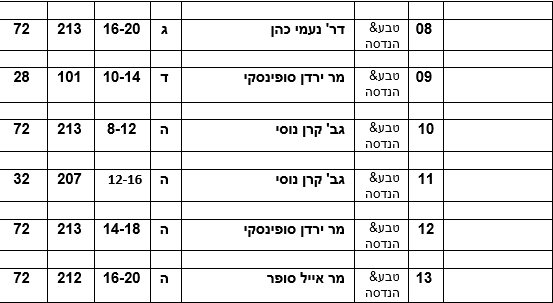 08 טבע& הנדסה דר' נעמי כהן ג 16-20 213 72
09 טבע& הנדסה מר ירדן סופינסקי ד 10-14 101 28
10 טבע& הנדסה גב' קרן נוסי ה 8-12 213 72
11 טבע& הנדסה גב' קרן נוסי ה 12-16 207 32
12 טבע& הנדסה מר ירדן סופינסקי ה 14-18 213 72
13 טבע& הנדסה מר אייל סופר ה 16-20 212 72